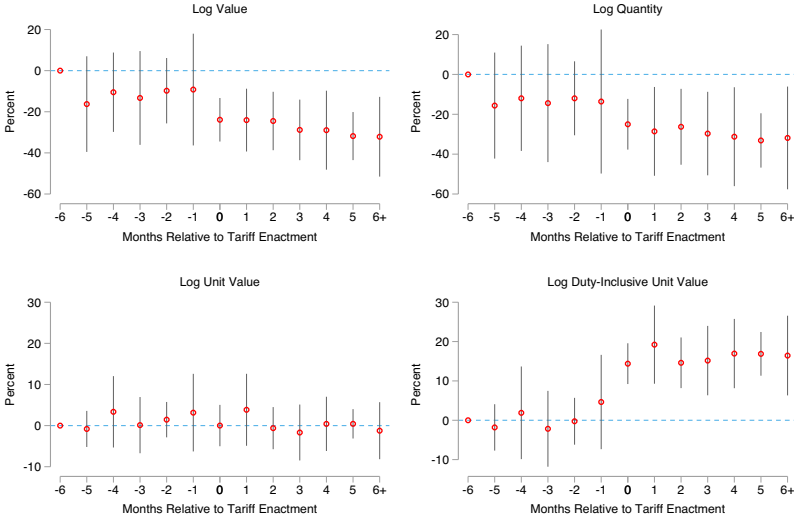 Log Value
20
0
-20
-40
-60
Percent
-6 -5 -4 -3 -2 -1 0 1 2 3 4 5 6+
Months Relative to Tariff Enactment
Log Quantity
20
0
-20
-40
-60
Percent
-6 -5 -4 -3 -2 -1 0 1 2 3 4 5 6+
Months Relative to Tariff Enactment
Log Unit Value
30
20
10
0
-10
Percent
-6 -5 -4 -3 -2 -1 0 1 2 3 4 5 6+
Months Relative to Tariff Enactment
Log Duty-Inclusive Unit Value
30
20
10
0
-10
Percent
-6 -5 -4 -3 -2 -1 0 1 2 3 4 5 6+
Months Relative to Tariff Enactment